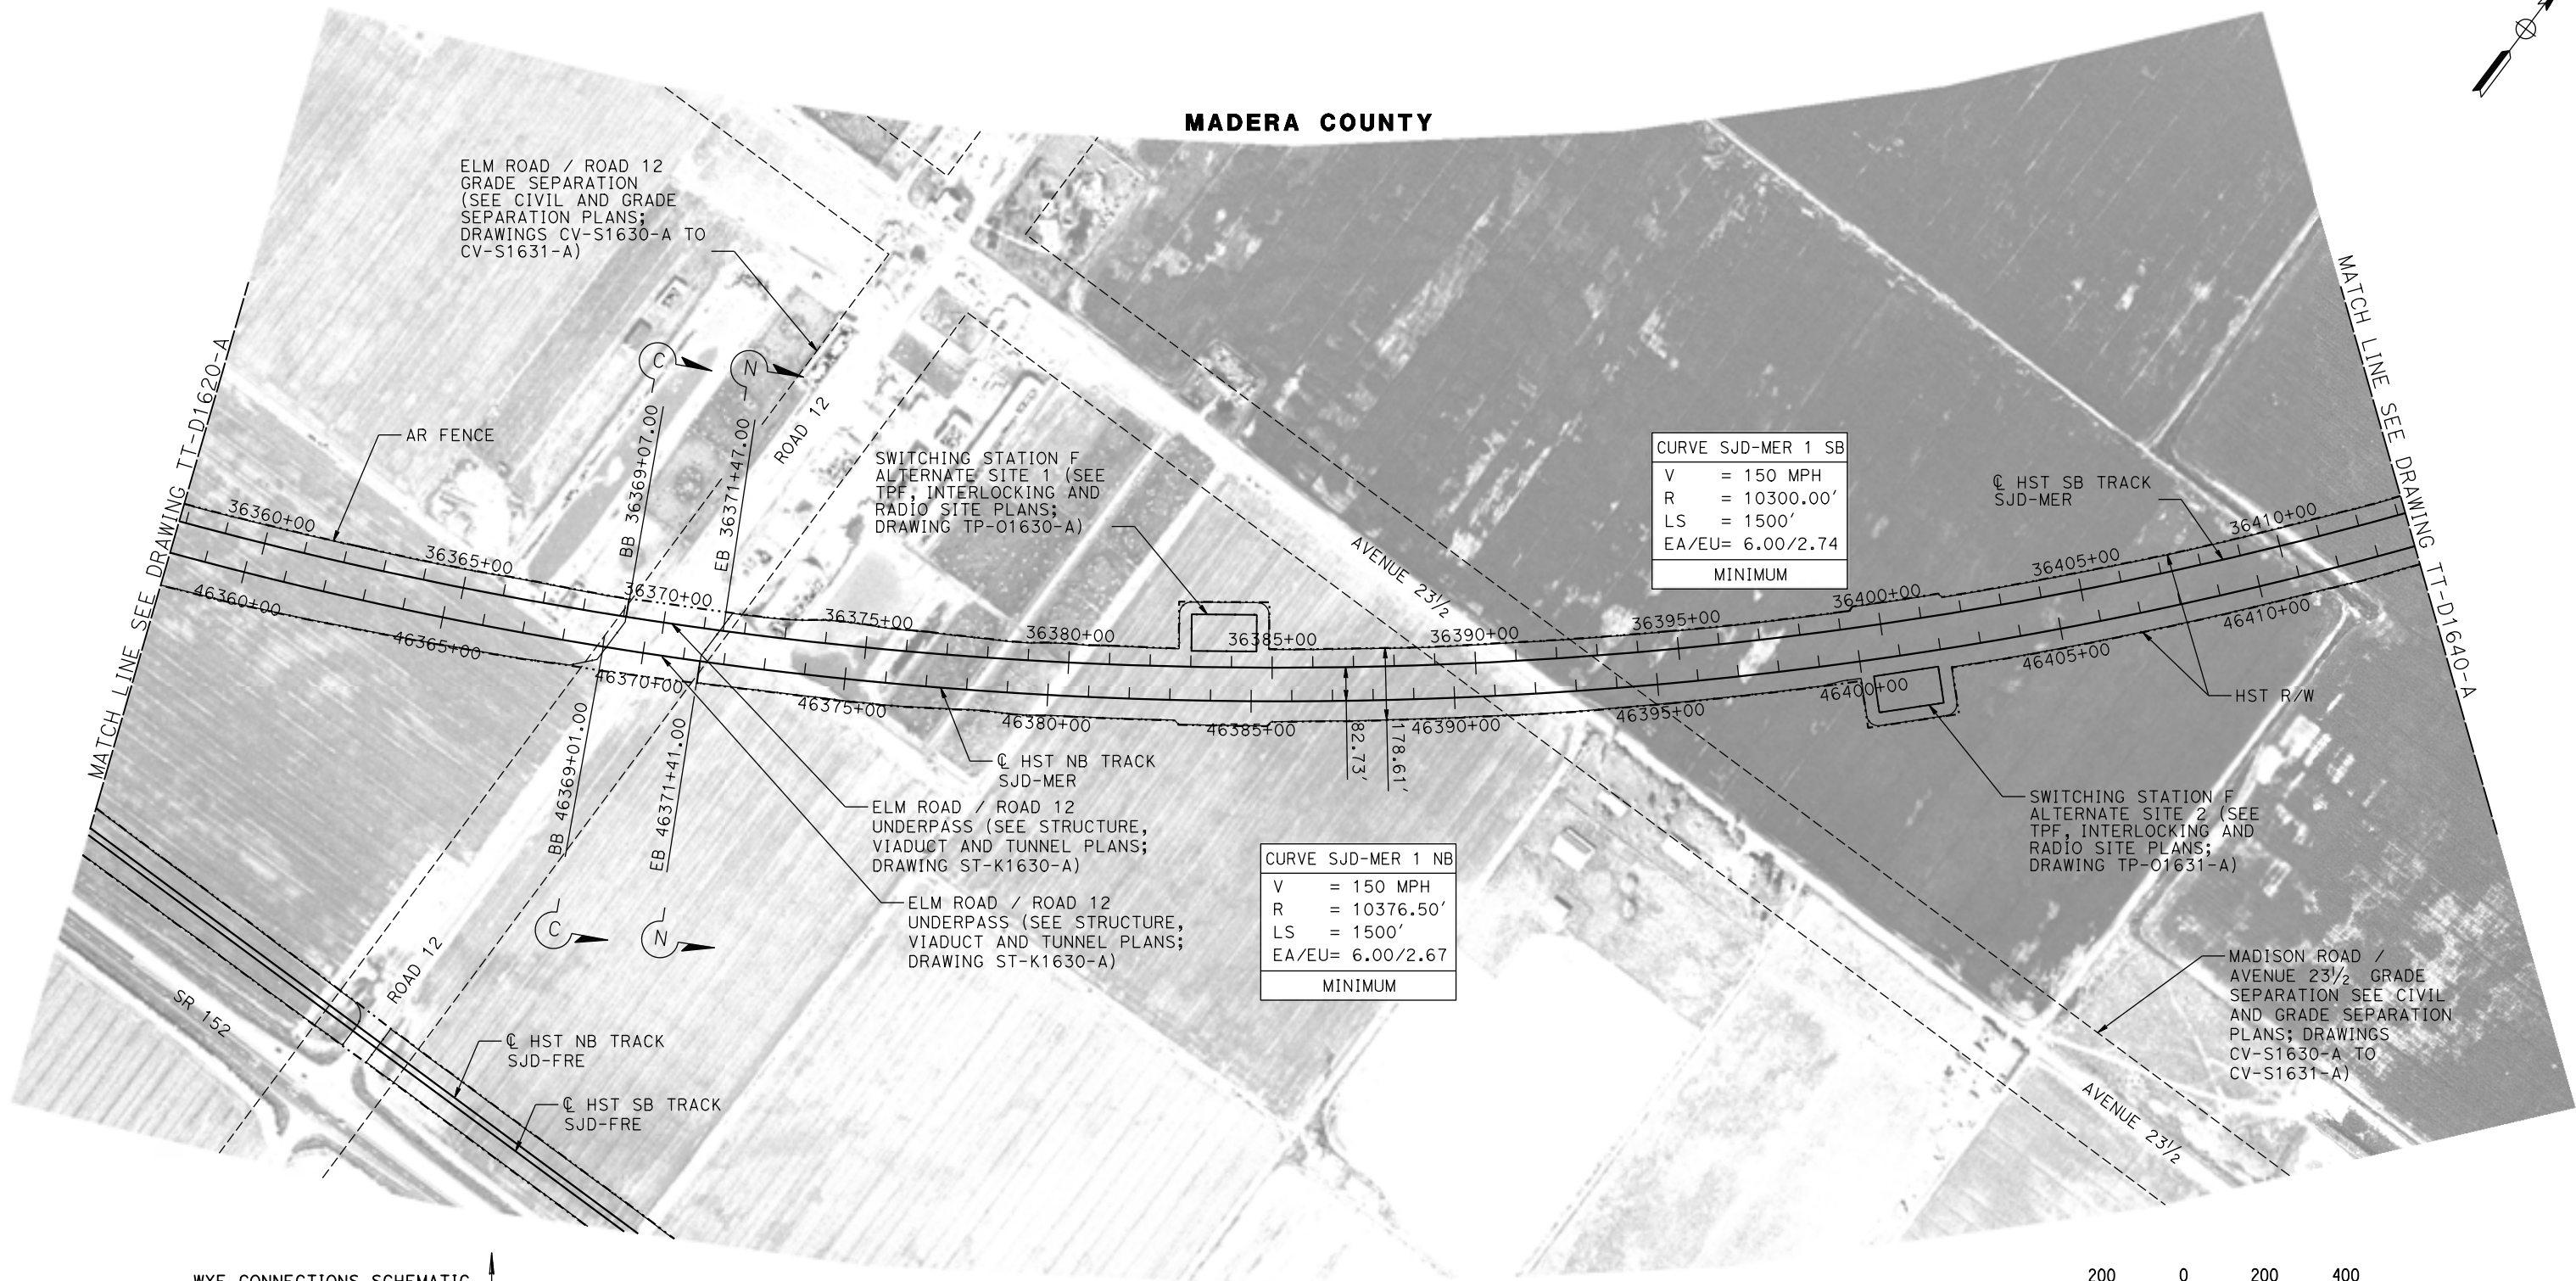 MADERA COUNTY
ELM ROAD / ROAD 12
GRADE SEPARATION
(SEE CIVIL AND GRADE
SEPARATION PLANS;
DRAWINGS CV-S1630-A TO
CV-S1631-A)
MATCH LINE SEE DRAWING TT-D1620-A
AR FENCE
C
N
BB 36369+07.00
EB 36371+47.00
ROAD 12
SWITCHING STATION F
ALTERNATE SITE 1 (SEE
TPF, INTERLOCKING AND
RADIO SITE PLANS;
DRAWING TP-O1630-A)
AVENUE 23½
CURVE SJD-MER 1 SB
V = 150 MPH
R = 10300.00′
LS = 1500′
EA/EU= 6.00/2.74
MINIMUM
℄ HST SB TRACK
SJD-MER
MATCH LINE SEE DRAWING TT-D1640-A
36360+00
36365+00
36370+00
36375+00
36380+00
36385+00
36390+00
36395+00
36400+00
36405+00
36410+00
46360+00
46365+00
46370+00
46375+00
46380+00
46385+00
46390+00
46395+00
46400+00
46405+00
46410+00
82.73′
178.61′
HST R/W
BB 46369+01.00
EB 46371+41.00
℄ HST NB TRACK
SJD-MER
ELM ROAD / ROAD 12
UNDERPASS (SEE STRUCTURE,
VIADUCT AND TUNNEL PLANS;
DRAWING ST-K1630-A)
ELM ROAD / ROAD 12
UNDERPASS (SEE STRUCTURE,
VIADUCT AND TUNNEL PLANS;
DRAWING ST-K1630-A)
C
N
CURVE SJD-MER 1 NB
V = 150 MPH
R = 10376.50′
LS = 1500′
EA/EU= 6.00/2.67
MINIMUM
SWITCHING STATION F
ALTERNATE SITE 2 (SEE
TPF, INTERLOCKING AND
RADIO SITE PLANS;
DRAWING TP-O1631-A)
MADISON ROAD /
AVENUE 23½ GRADE
SEPARATION SEE CIVIL
AND GRADE SEPARATION
PLANS; DRAWINGS
CV-S1630-A TO
CV-S1631-A)
AVENUE 23½
ROAD 12
SR 152
℄ HST NB TRACK
SJD-FRE
℄ HST SB TRACK
SJD-FRE
WYE CONNECTIONS SCHEMATIC
200 0 200 400